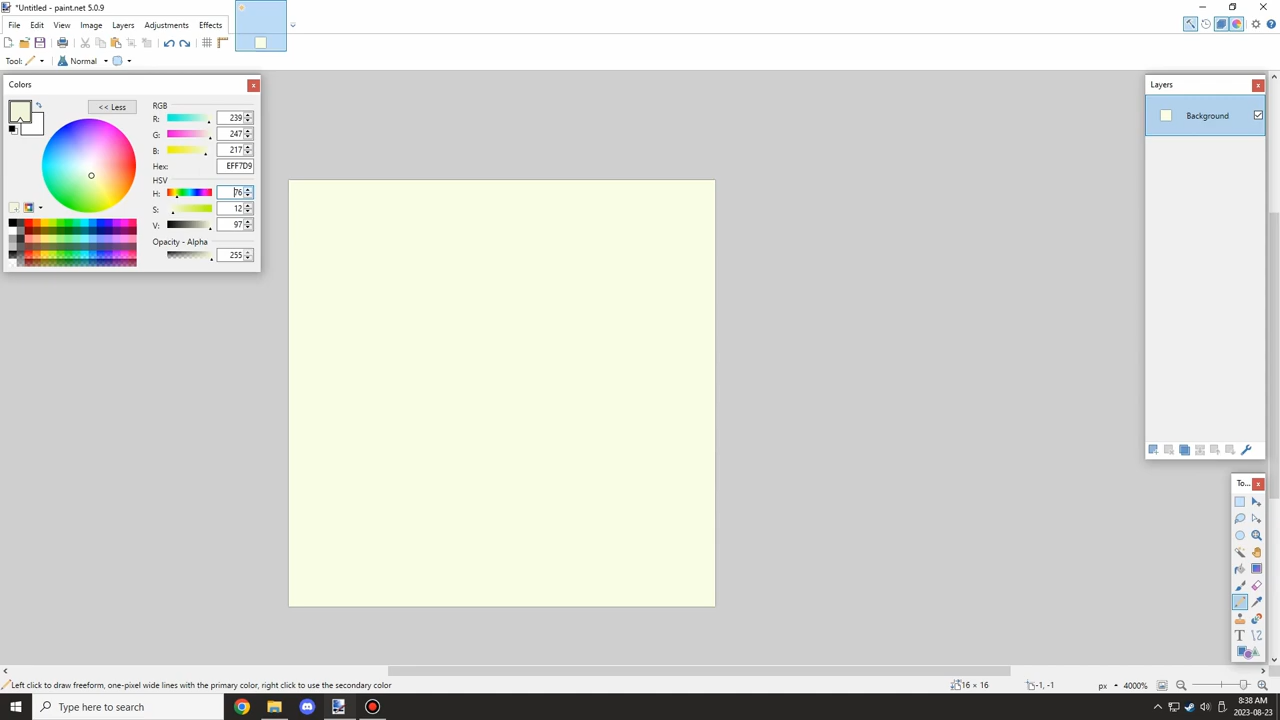 *Untitled - paint.net 5.0.9
File Edit View Image Layers Adjustments Effects
Tool: Normal
Colors
<< Less
RGB
R: 239
G: 247
B: 217
Hex: EFF7D9
HSV
H: 76
S: 12
V: 97
Opacity - Alpha
255
Layers
Background
To...
Left click to draw freeform, one-pixel wide lines with the primary color, right click to use the secondary color
16 × 16
-1, -1
px
4000%
Type here to search
8:38 AM
2023-08-23